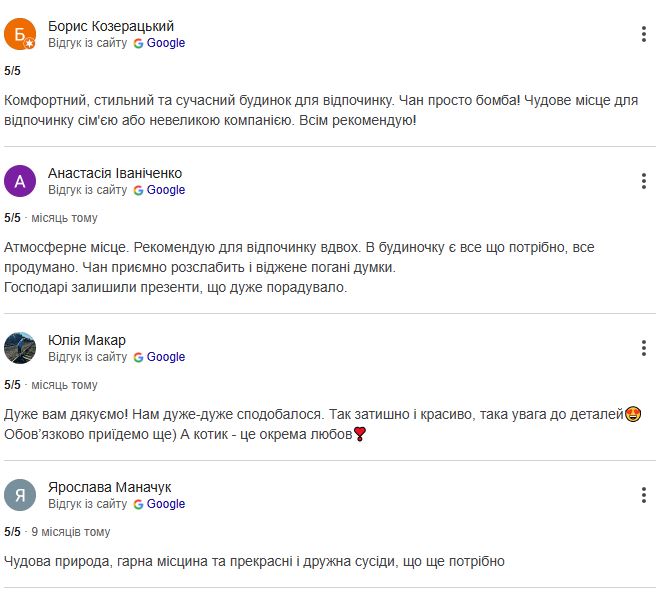 Б
Борис Козерацький
Відгук із сайту Google
5/5
Комфортний, стильний та сучасний будинок для відпочинку. Чан просто бомба! Чудове місце для
відпочинку сім'єю або невеликою компанією. Всім рекомендую!
А
Анастасія Іваніченко
Відгук із сайту Google
5/5 · місяць тому
Атмосферне місце. Рекомендую для відпочинку вдвох. В будиночку є все що потрібно, все
продумано. Чан приємно розслабить і віджене погані думки.
Господарі залишили презенти, що дуже порадувало.
Юлія Макар
Відгук із сайту Google
5/5 · місяць тому
Дуже вам дякуємо! Нам дуже-дуже сподобалося. Так затишно і красиво, така увага до деталей😍
Обов'язково приїдемо ще) А котик - це окрема любов❣️
Я
Ярослава Маначук
Відгук із сайту Google
5/5 · 9 місяців тому
Чудова природа, гарна місцина та прекрасні і дружна сусіди, що ще потрібно